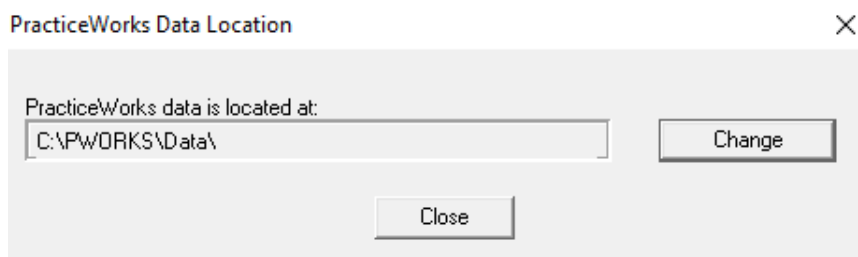 PracticeWorks Data Location
PracticeWorks data is located at:
C:\PWORKS\Data\
Change
Close